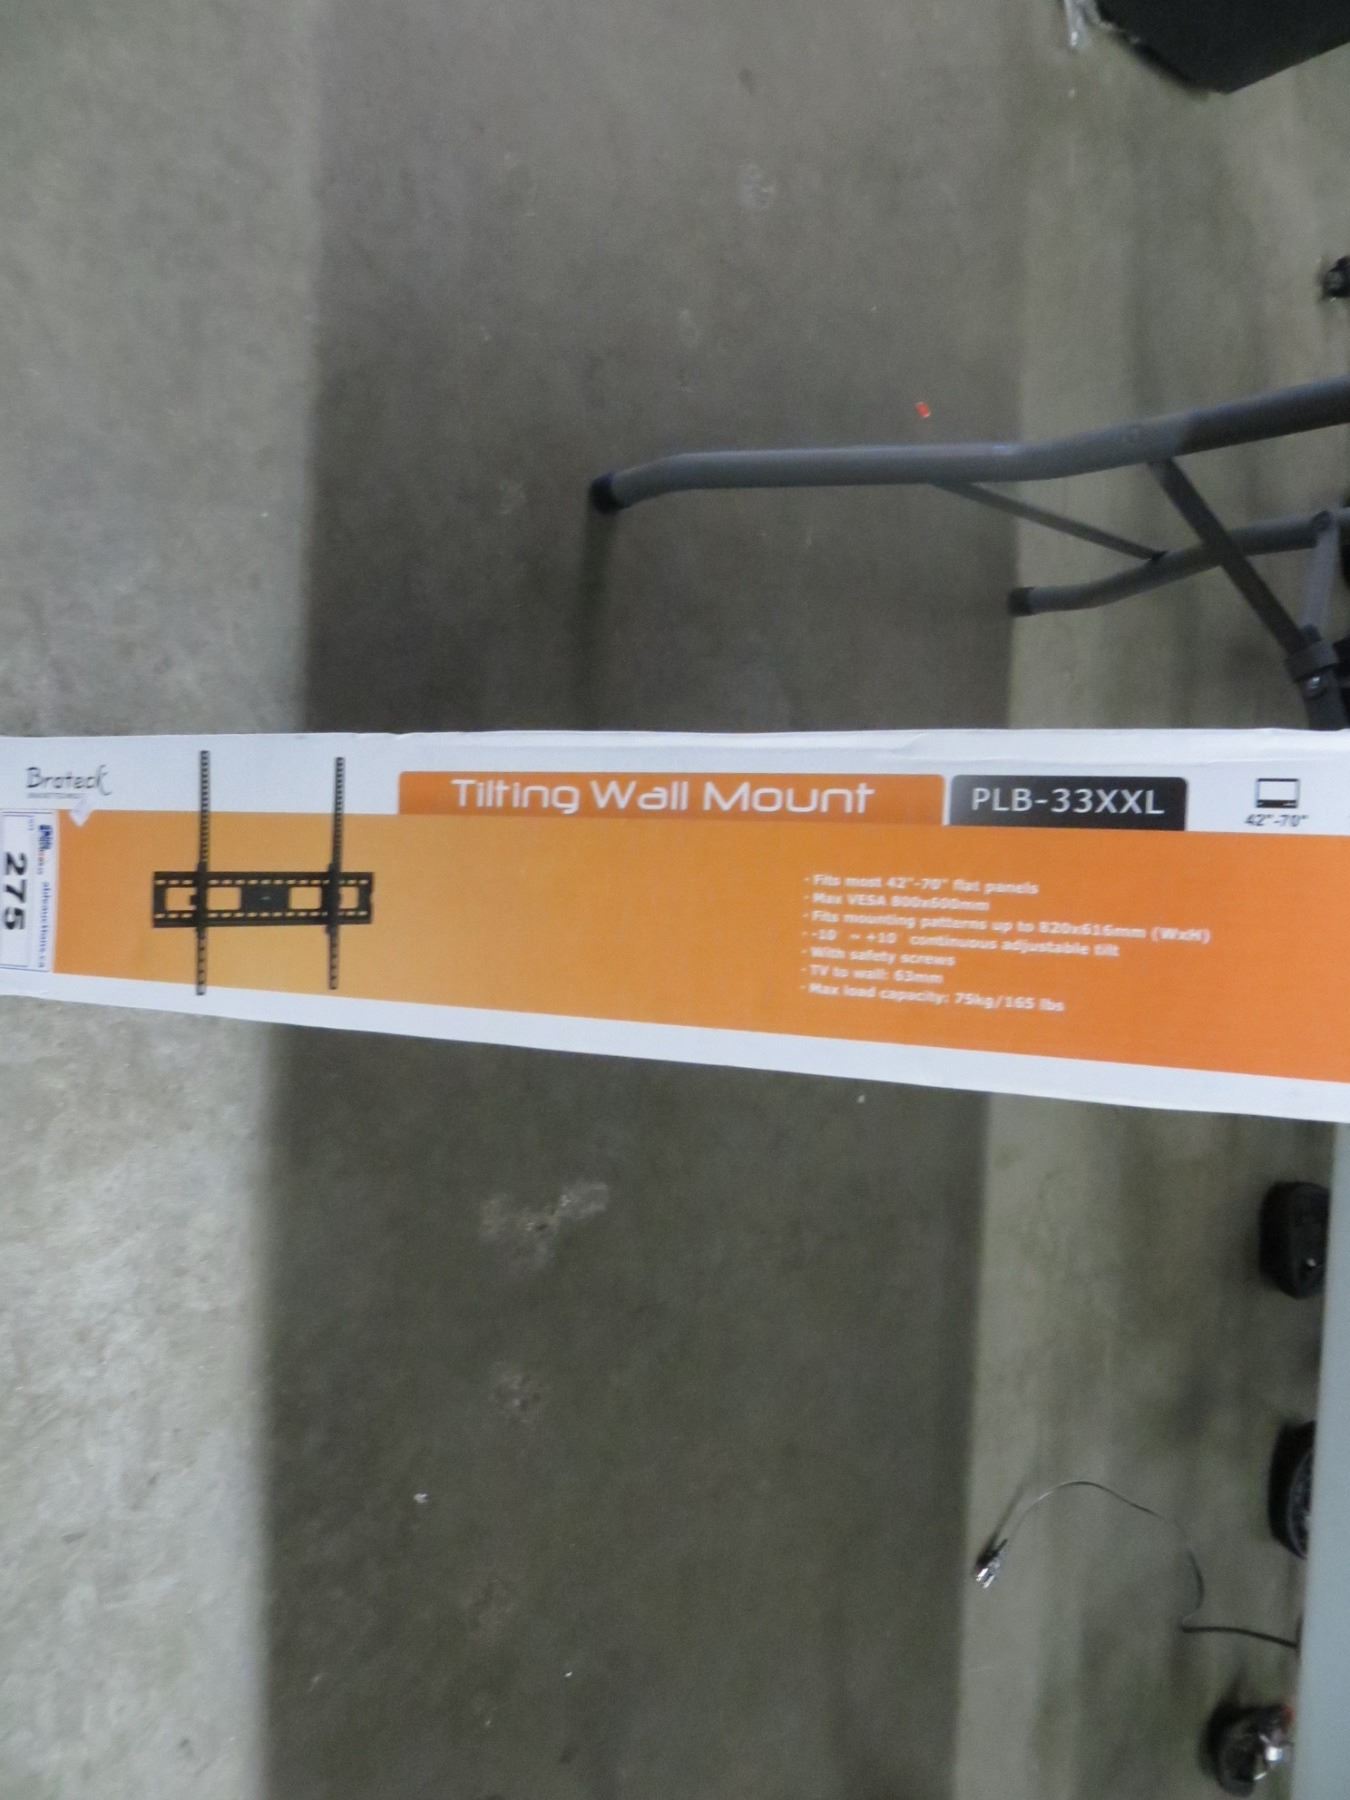 Brateck
Tilting Wall Mount
PLB-33XXL
42"-70"
· Fits most 42"-70" flat panels
· Max VESA 800x600mm
· Fits mounting patterns up to 820x616mm (WxH)
· -10° ~ +10° continuous adjustable tilt
· With safety screws
· TV to wall: 63mm
· Max load capacity: 75kg/165 lbs
275